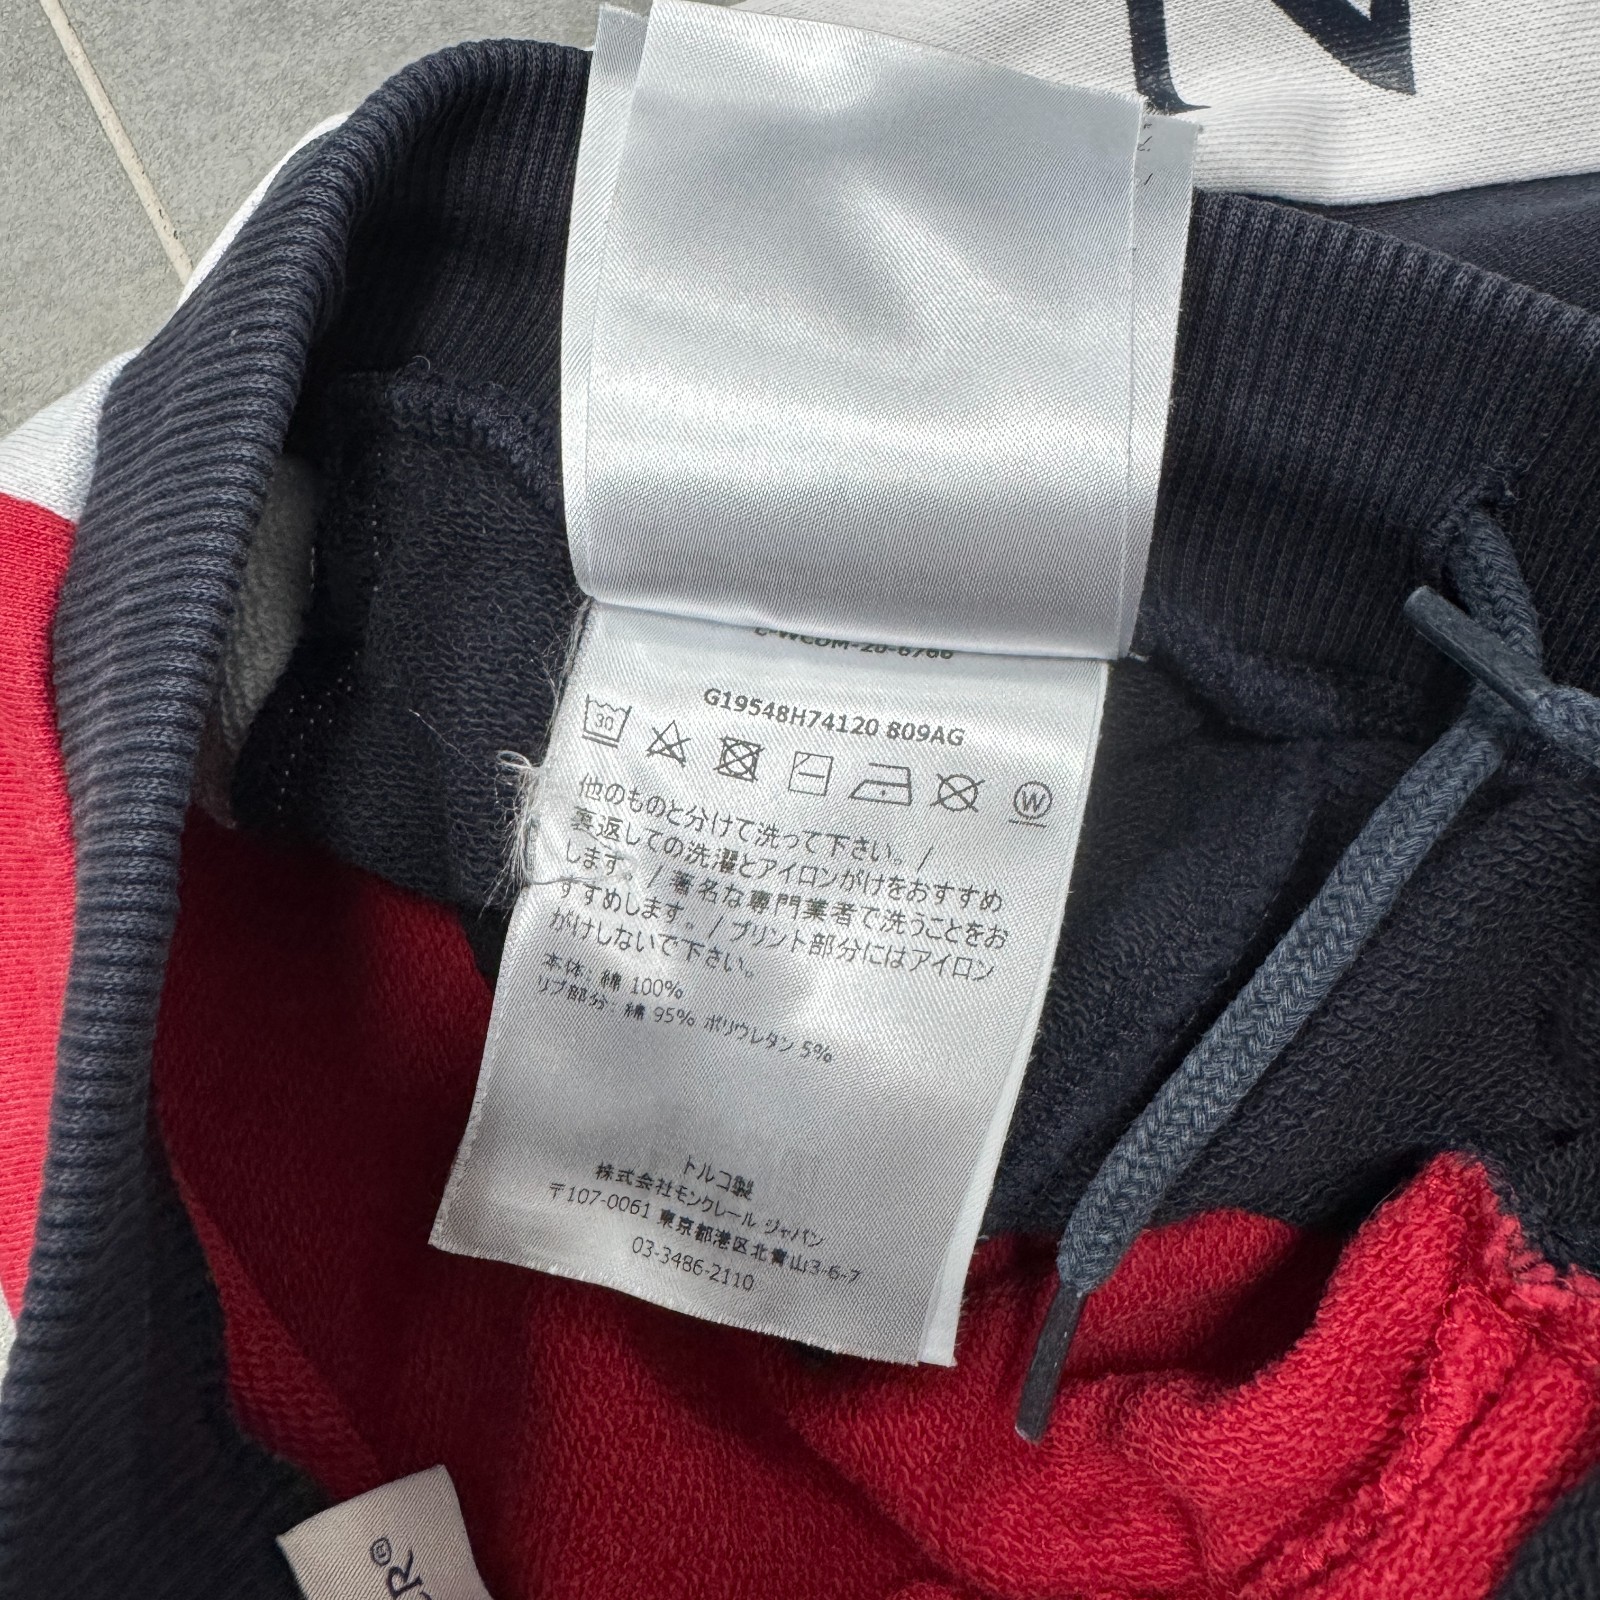 G19548H74120 809AG
30
W
他のものと分けて洗って下さい。/
裏返しての洗濯とアイロンがけをおすすめ
します。/ 著名な専門業者で洗うことをお
すすめします。/ プリント部分にはアイロン
がけしないで下さい。
本体: 綿 100%
リブ部分: 綿 95% ポリウレタン 5%
トルコ製
株式会社モンクレール ジャパン
〒107-0061 東京都港区北青山3-6-7
03-3486-2110